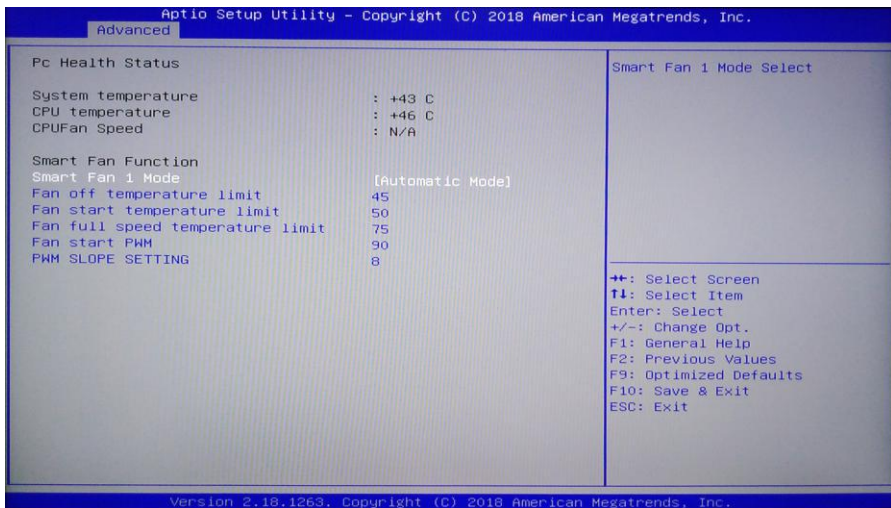 Aptio Setup Utility – Copyright (C) 2018 American Megatrends, Inc.
Advanced
Pc Health Status
System temperature : +43 C
CPU temperature : +46 C
CPUFan Speed : N/A
Smart Fan Function
Smart Fan 1 Mode [Automatic Mode]
Fan off temperature limit 45
Fan start temperature limit 50
Fan full speed temperature limit 75
Fan start PWM 90
PWM SLOPE SETTING 8
Smart Fan 1 Mode Select
→←: Select Screen
↑↓: Select Item
Enter: Select
+/-: Change Opt.
F1: General Help
F2: Previous Values
F9: Optimized Defaults
F10: Save & Exit
ESC: Exit
Version 2.18.1263. Copyright (C) 2018 American Megatrends, Inc.